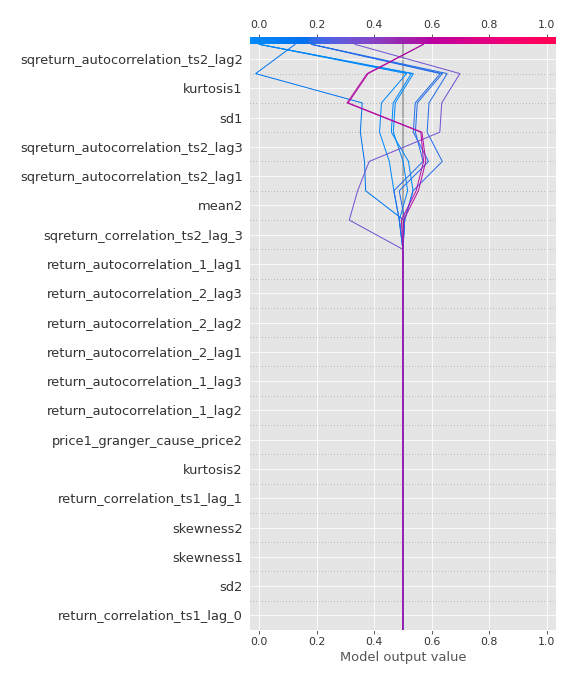 0.0 0.2 0.4 0.6 0.8 1.0
sqreturn_autocorrelation_ts2_lag2
kurtosis1
sd1
sqreturn_autocorrelation_ts2_lag3
sqreturn_autocorrelation_ts2_lag1
mean2
sqreturn_correlation_ts2_lag_3
return_autocorrelation_1_lag1
return_autocorrelation_2_lag3
return_autocorrelation_2_lag2
return_autocorrelation_2_lag1
return_autocorrelation_1_lag3
return_autocorrelation_1_lag2
price1_granger_cause_price2
kurtosis2
return_correlation_ts1_lag_1
skewness2
skewness1
sd2
return_correlation_ts1_lag_0
0.0 0.2 0.4 0.6 0.8 1.0
Model output value